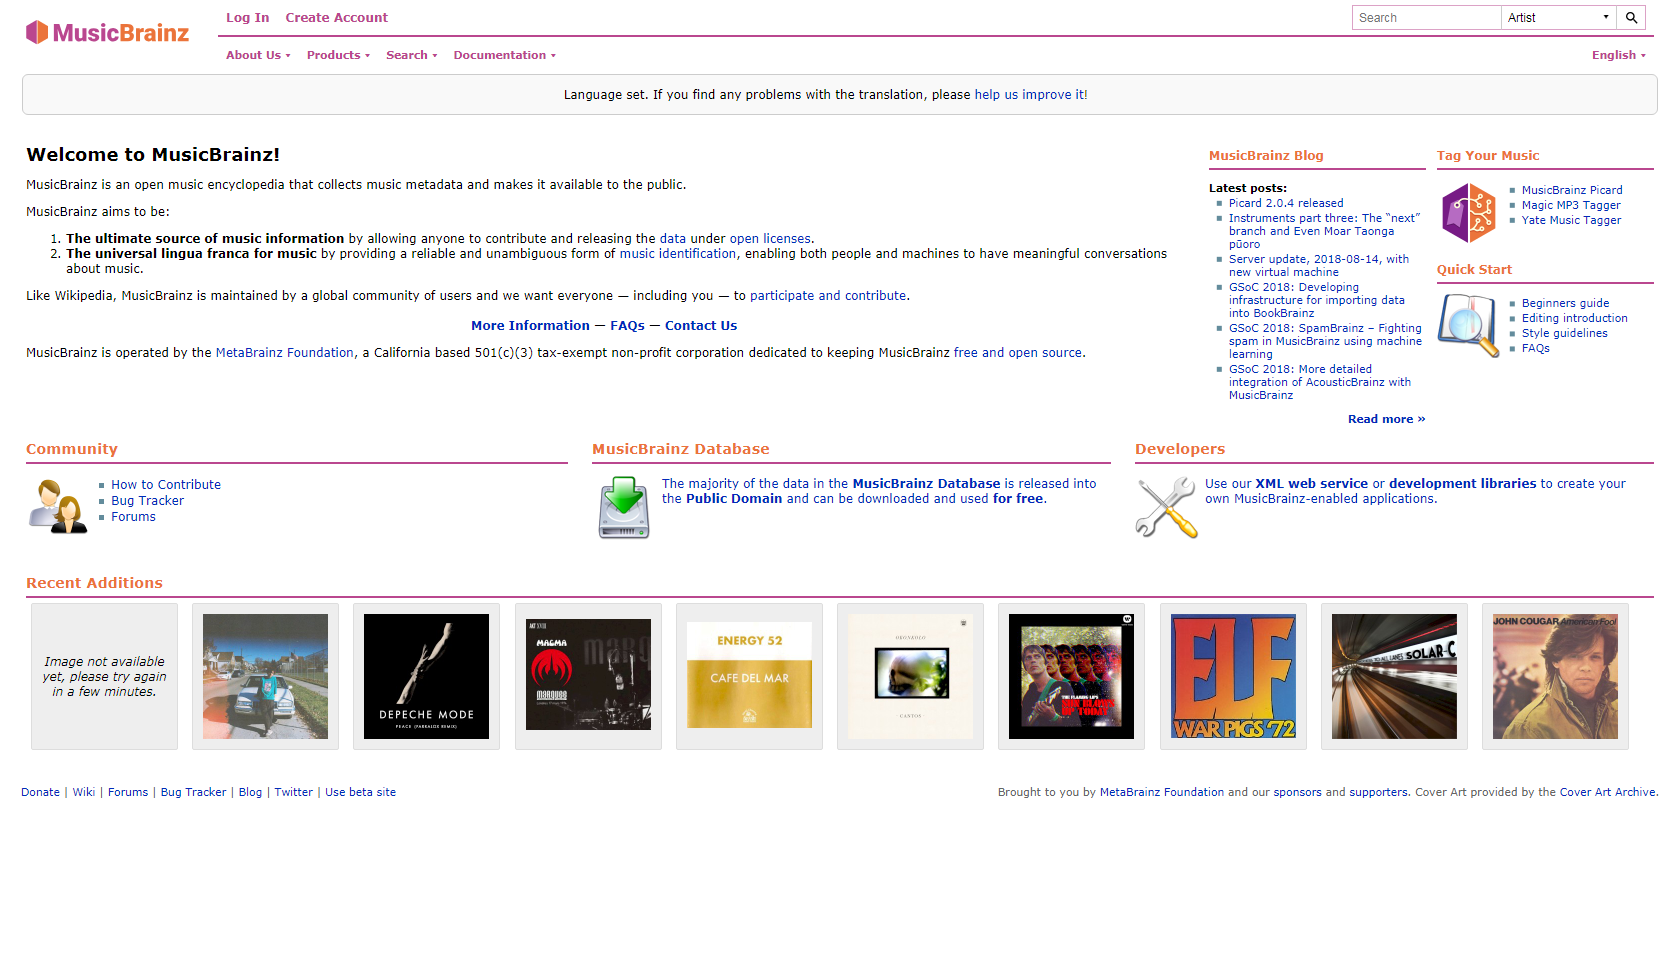 MusicBrainz
Log In Create Account
Search Artist
About Us Products Search Documentation English
Language set. If you find any problems with the translation, please help us improve it!
Welcome to MusicBrainz!
MusicBrainz is an open music encyclopedia that collects music metadata and makes it available to the public.
MusicBrainz aims to be:
1. The ultimate source of music information by allowing anyone to contribute and releasing the data under open licenses.
2. The universal lingua franca for music by providing a reliable and unambiguous form of music identification, enabling both people and machines to have meaningful conversations
about music.
Like Wikipedia, MusicBrainz is maintained by a global community of users and we want everyone — including you — to participate and contribute.
More Information — FAQs — Contact Us
MusicBrainz is operated by the MetaBrainz Foundation, a California based 501(c)(3) tax-exempt non-profit corporation dedicated to keeping MusicBrainz free and open source.
MusicBrainz Blog
Latest posts:
Picard 2.0.4 released
Instruments part three: The “next”
branch and Even Moar Taonga
pūoro
Server update, 2018-08-14, with
new virtual machine
GSoC 2018: Developing
infrastructure for importing data
into BookBrainz
GSoC 2018: SpamBrainz – Fighting
spam in MusicBrainz using machine
learning
GSoC 2018: More detailed
integration of AcousticBrainz with
MusicBrainz
Read more »
Tag Your Music
MusicBrainz Picard
Magic MP3 Tagger
Yate Music Tagger
Quick Start
Beginners guide
Editing introduction
Style guidelines
FAQs
Community
How to Contribute
Bug Tracker
Forums
MusicBrainz Database
The majority of the data in the MusicBrainz Database is released into
the Public Domain and can be downloaded and used for free.
Developers
Use our XML web service or development libraries to create your
own MusicBrainz-enabled applications.
Recent Additions
Image not available
yet, please try again
in a few minutes.
DEPECHE MODE
PEACE (PARRALOX REMIX)
MAGMA
MARQUEE
ENERGY 52
CAFE DEL MAR
CANTOS
THE FLAMING LIPS
ELF
WAR PIGS '72
SOLAR-C
JOHN COUGAR American Fool
Donate | Wiki | Forums | Bug Tracker | Blog | Twitter | Use beta site
Brought to you by MetaBrainz Foundation and our sponsors and supporters. Cover Art provided by the Cover Art Archive.